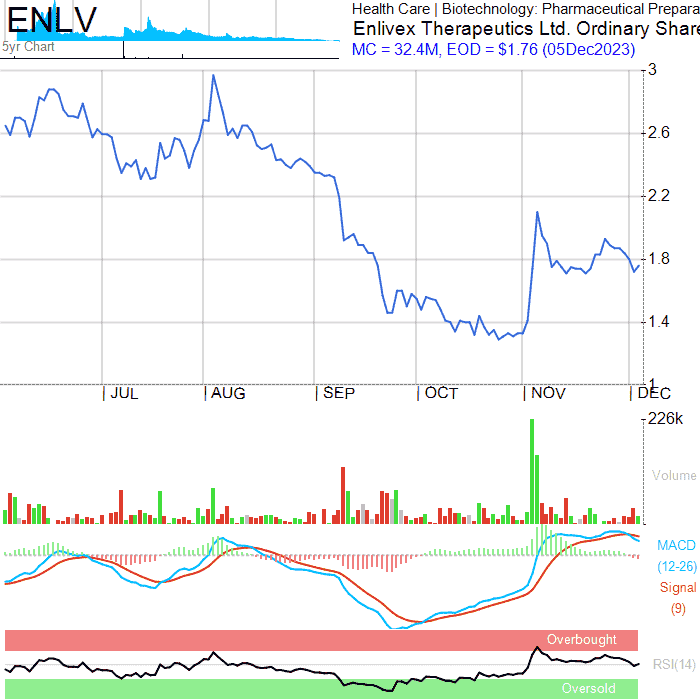 ENLV
5yr Chart
Health Care | Biotechnology: Pharmaceutical Prepara
Enlivex Therapeutics Ltd. Ordinary Share
MC = 32.4M, EOD = $1.76 (05Dec2023)
3
2.6
2.2
1.8
1.4
1
JUL
AUG
SEP
OCT
NOV
DEC
226k
Volume
MACD
(12-26)
Signal
(9)
Overbought
RSI(14)
Oversold